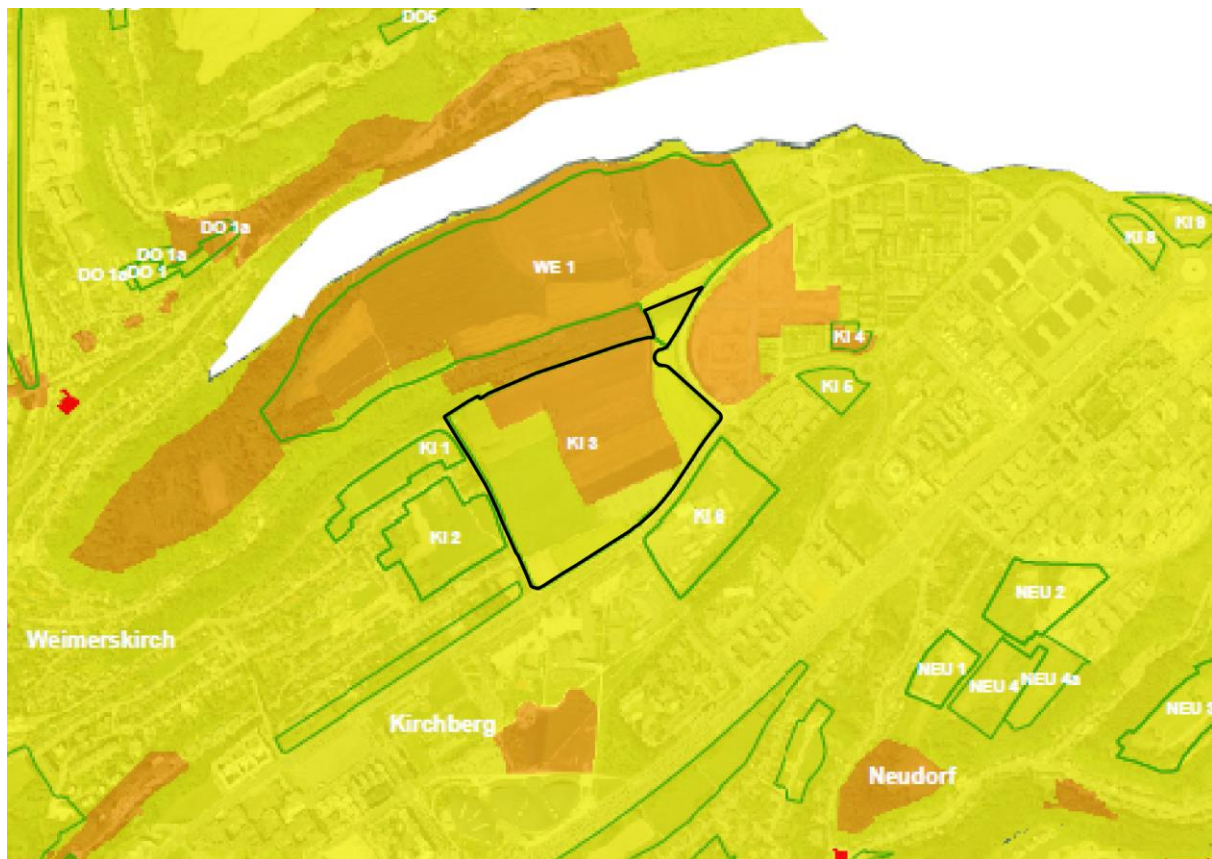 DO6
DO 1a
DO 1a
DO 1a
DO 1
WE 1
KI 9
KI 8
KI 4
KI 5
KI 3
KI 1
KI 2
KI 6
NEU 2
Weimerskirch
NEU 1
NEU 4
NEU 4a
NEU 3
Kirchberg
Neudorf